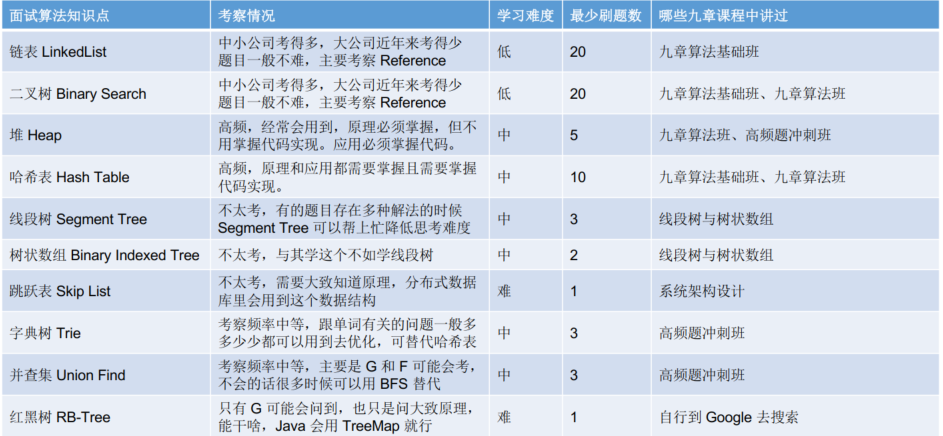 面试算法知识点 考察情况 学习难度 最少刷题数 哪些九章课程中讲过
链表 LinkedList
中小公司考得多，大公司近年来考得少
题目一般不难，主要考察 Reference
低
20
九章算法基础班
二叉树 Binary Search
中小公司考得多，大公司近年来考得少
题目一般不难，主要考察 Reference
低
20
九章算法基础班、九章算法班
堆 Heap
高频，经常会用到，原理必须掌握，但不
用掌握代码实现。应用必须掌握代码。
中
5
九章算法班、高频题冲刺班
哈希表 Hash Table
高频，原理和应用都需要掌握且需要掌握
代码实现。
中
10
九章算法基础班、九章算法班
线段树 Segment Tree
不太考，有的题目存在多种解法的时候
Segment Tree 可以帮上忙降低思考难度
中
3
线段树与树状数组
树状数组 Binary Indexed Tree
不太考，与其学这个不如学线段树
中
2
线段树与树状数组
跳跃表 Skip List
不太考，需要大致知道原理，分布式数据
库里会用到这个数据结构
难
1
系统架构设计
字典树 Trie
考察频率中等，跟单词有关的问题一般多
多少少都可以用到去优化，可替代哈希表
中
3
高频题冲刺班
并查集 Union Find
考察频率中等，主要是 G 和 F 可能会考，
不会的话很多时候可以用 BFS 替代
中
3
高频题冲刺班
红黑树 RB-Tree
只有 G 可能会问到，也只是问大致原理，
能干啥，Java 会用 TreeMap 就行
难
1
自行到 Google 去搜索